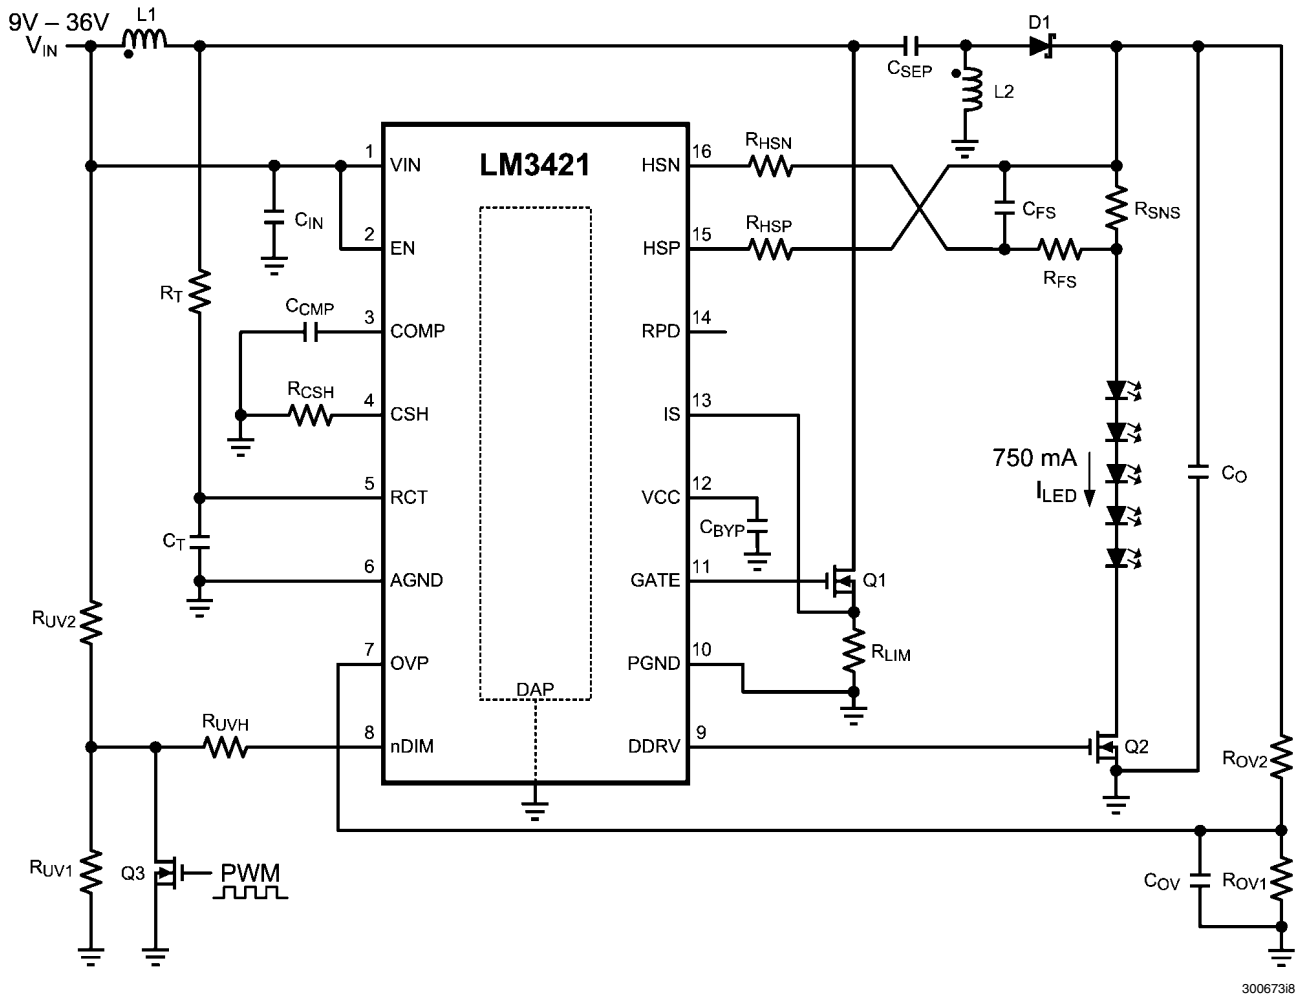 9V – 36V
VIN
L1
CSEP
D1
L2
LM3421
1
VIN
HSN
16
RHSN
CIN
CFS
RSNS
2
EN
HSP
15
RHSP
RFS
RT
CCMP
3
COMP
RPD
14
RCSH
4
CSH
IS
13
750 mA
ILED
CO
5
RCT
VCC
12
CBYP
CT
6
AGND
GATE
11
Q1
RUV2
7
OVP
PGND
10
RLIM
DAP
RUVH
8
nDIM
DDRV
9
Q2
ROV2
RUV1
Q3
PWM
COV
ROV1
300673i8